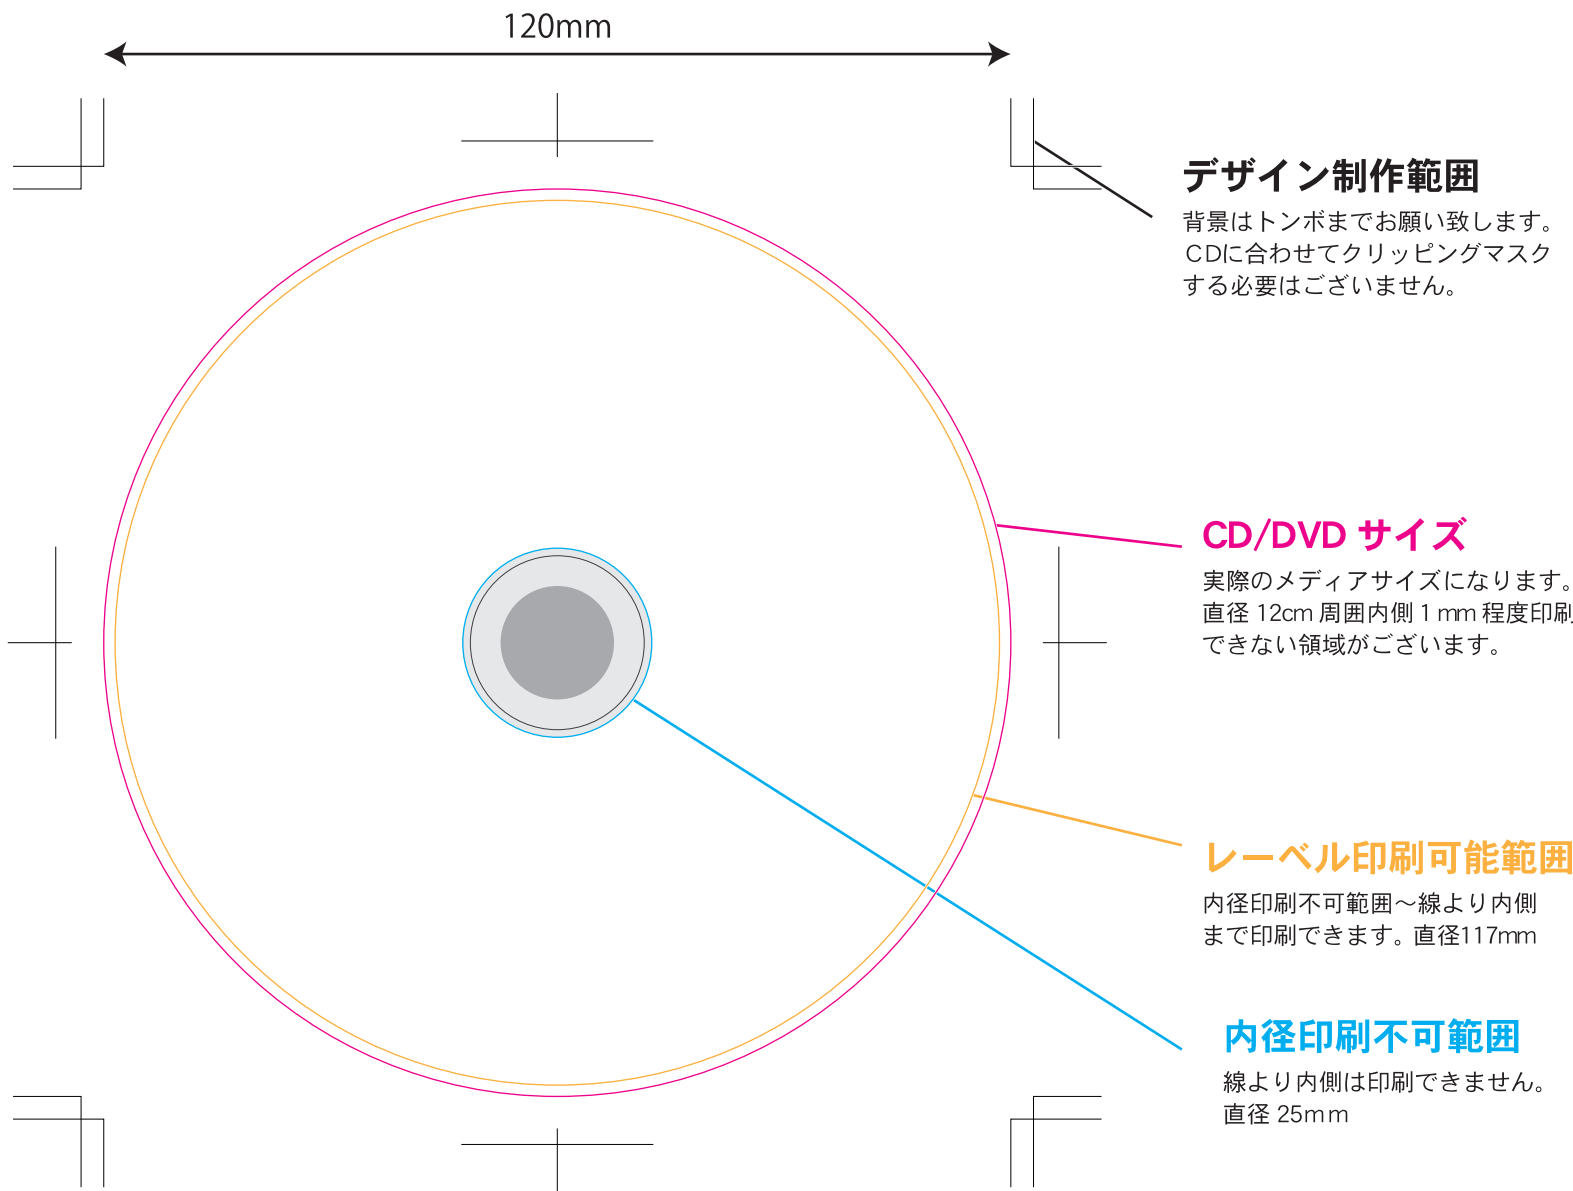 120mm
デザイン制作範囲
背景はトンボまでお願い致します。
CDに合わせてクリッピングマスク
する必要はございません。
CD/DVD サイズ
実際のメディアサイズになります。
直径 12cm 周囲内側 1 mm 程度印刷
できない領域がございます。
レーベル印刷可能範囲
内径印刷不可範囲〜線より内側
まで印刷できます。直径117mm
内径印刷不可範囲
線より内側は印刷できません。
直径 25mm